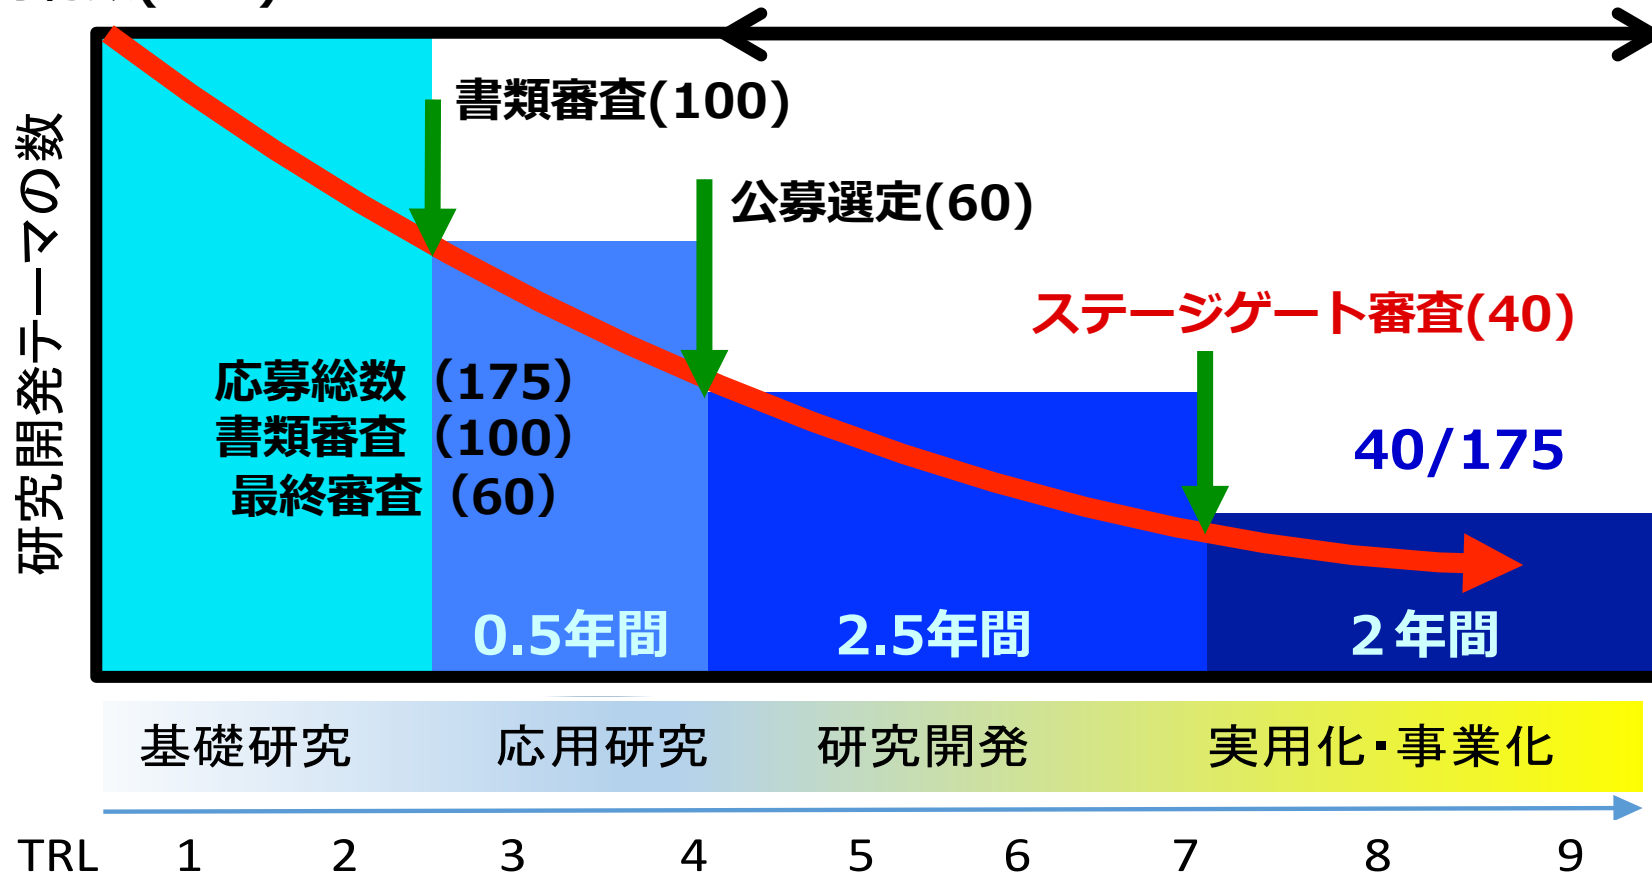 書類審査(100)
公募選定(60)
ステージゲート審査(40)
研究開発テーマの数
応募総数（175）
書類審査（100）
最終審査（60）
40/175
0.5年間
2.5年間
２年間
基礎研究 応用研究 研究開発 実用化・事業化
TRL 1 2 3 4 5 6 7 8 9